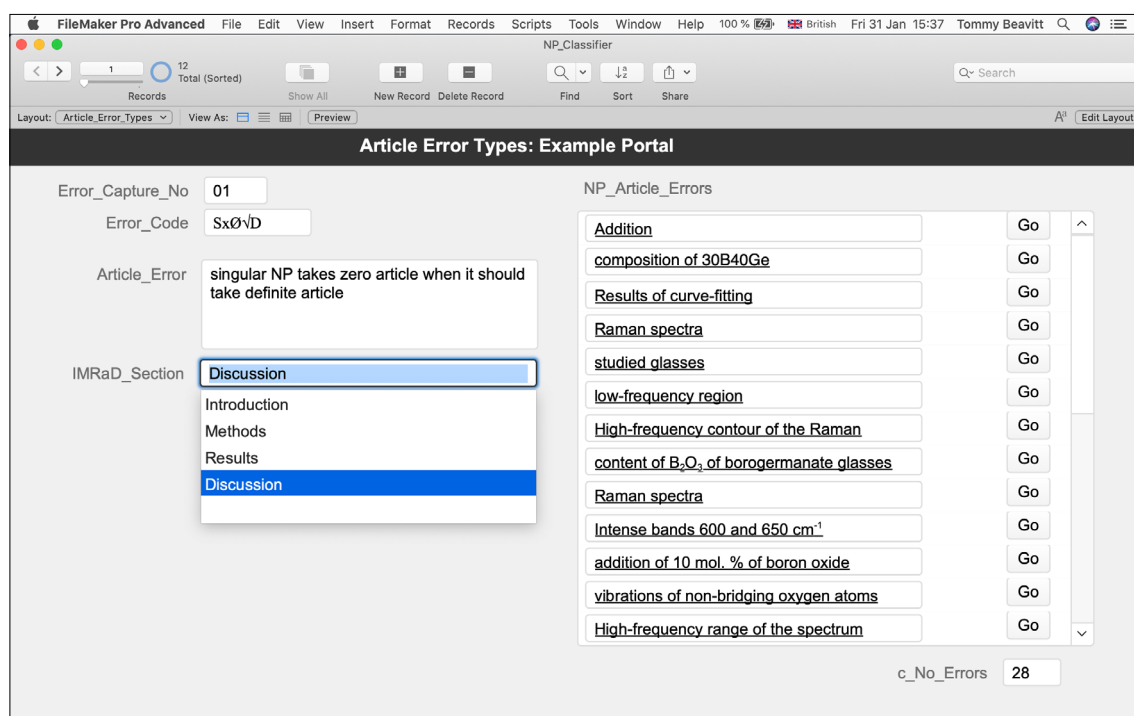 FileMaker Pro Advanced File Edit View Insert Format Records Scripts Tools Window Help 100 % British Fri 31 Jan 15:37 Tommy Beavitt
NP_Classifier
1
12
Total (Sorted)
Records
Show All
New Record
Delete Record
Find
Sort
Share
Search
Layout: Article_Error_Types View As: Preview Aa Edit Layout
Article Error Types: Example Portal
Error_Capture_No 01
Error_Code SxØ√D
Article_Error singular NP takes zero article when it should
take definite article
IMRaD_Section Discussion
Introduction
Methods
Results
Discussion
NP_Article_Errors
Addition Go
composition of 30B40Ge Go
Results of curve-fitting Go
Raman spectra Go
studied glasses Go
low-frequency region Go
High-frequency contour of the Raman Go
content of B₂O₃ of borogermanate glasses Go
Raman spectra Go
Intense bands 600 and 650 cm⁻¹ Go
addition of 10 mol. % of boron oxide Go
vibrations of non-bridging oxygen atoms Go
High-frequency range of the spectrum Go
c_No_Errors 28